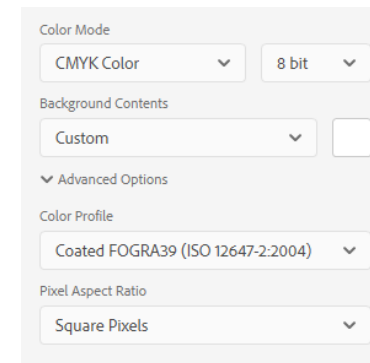 Color Mode
CMYK Color 8 bit
Background Contents
Custom
Advanced Options
Color Profile
Coated FOGRA39 (ISO 12647-2:2004)
Pixel Aspect Ratio
Square Pixels